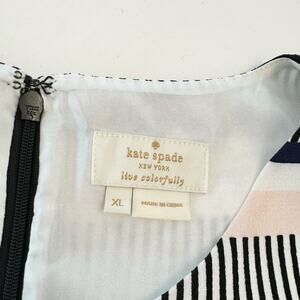 kate spade
NEW YORK
live colorfully
XL
MADE IN CHINA